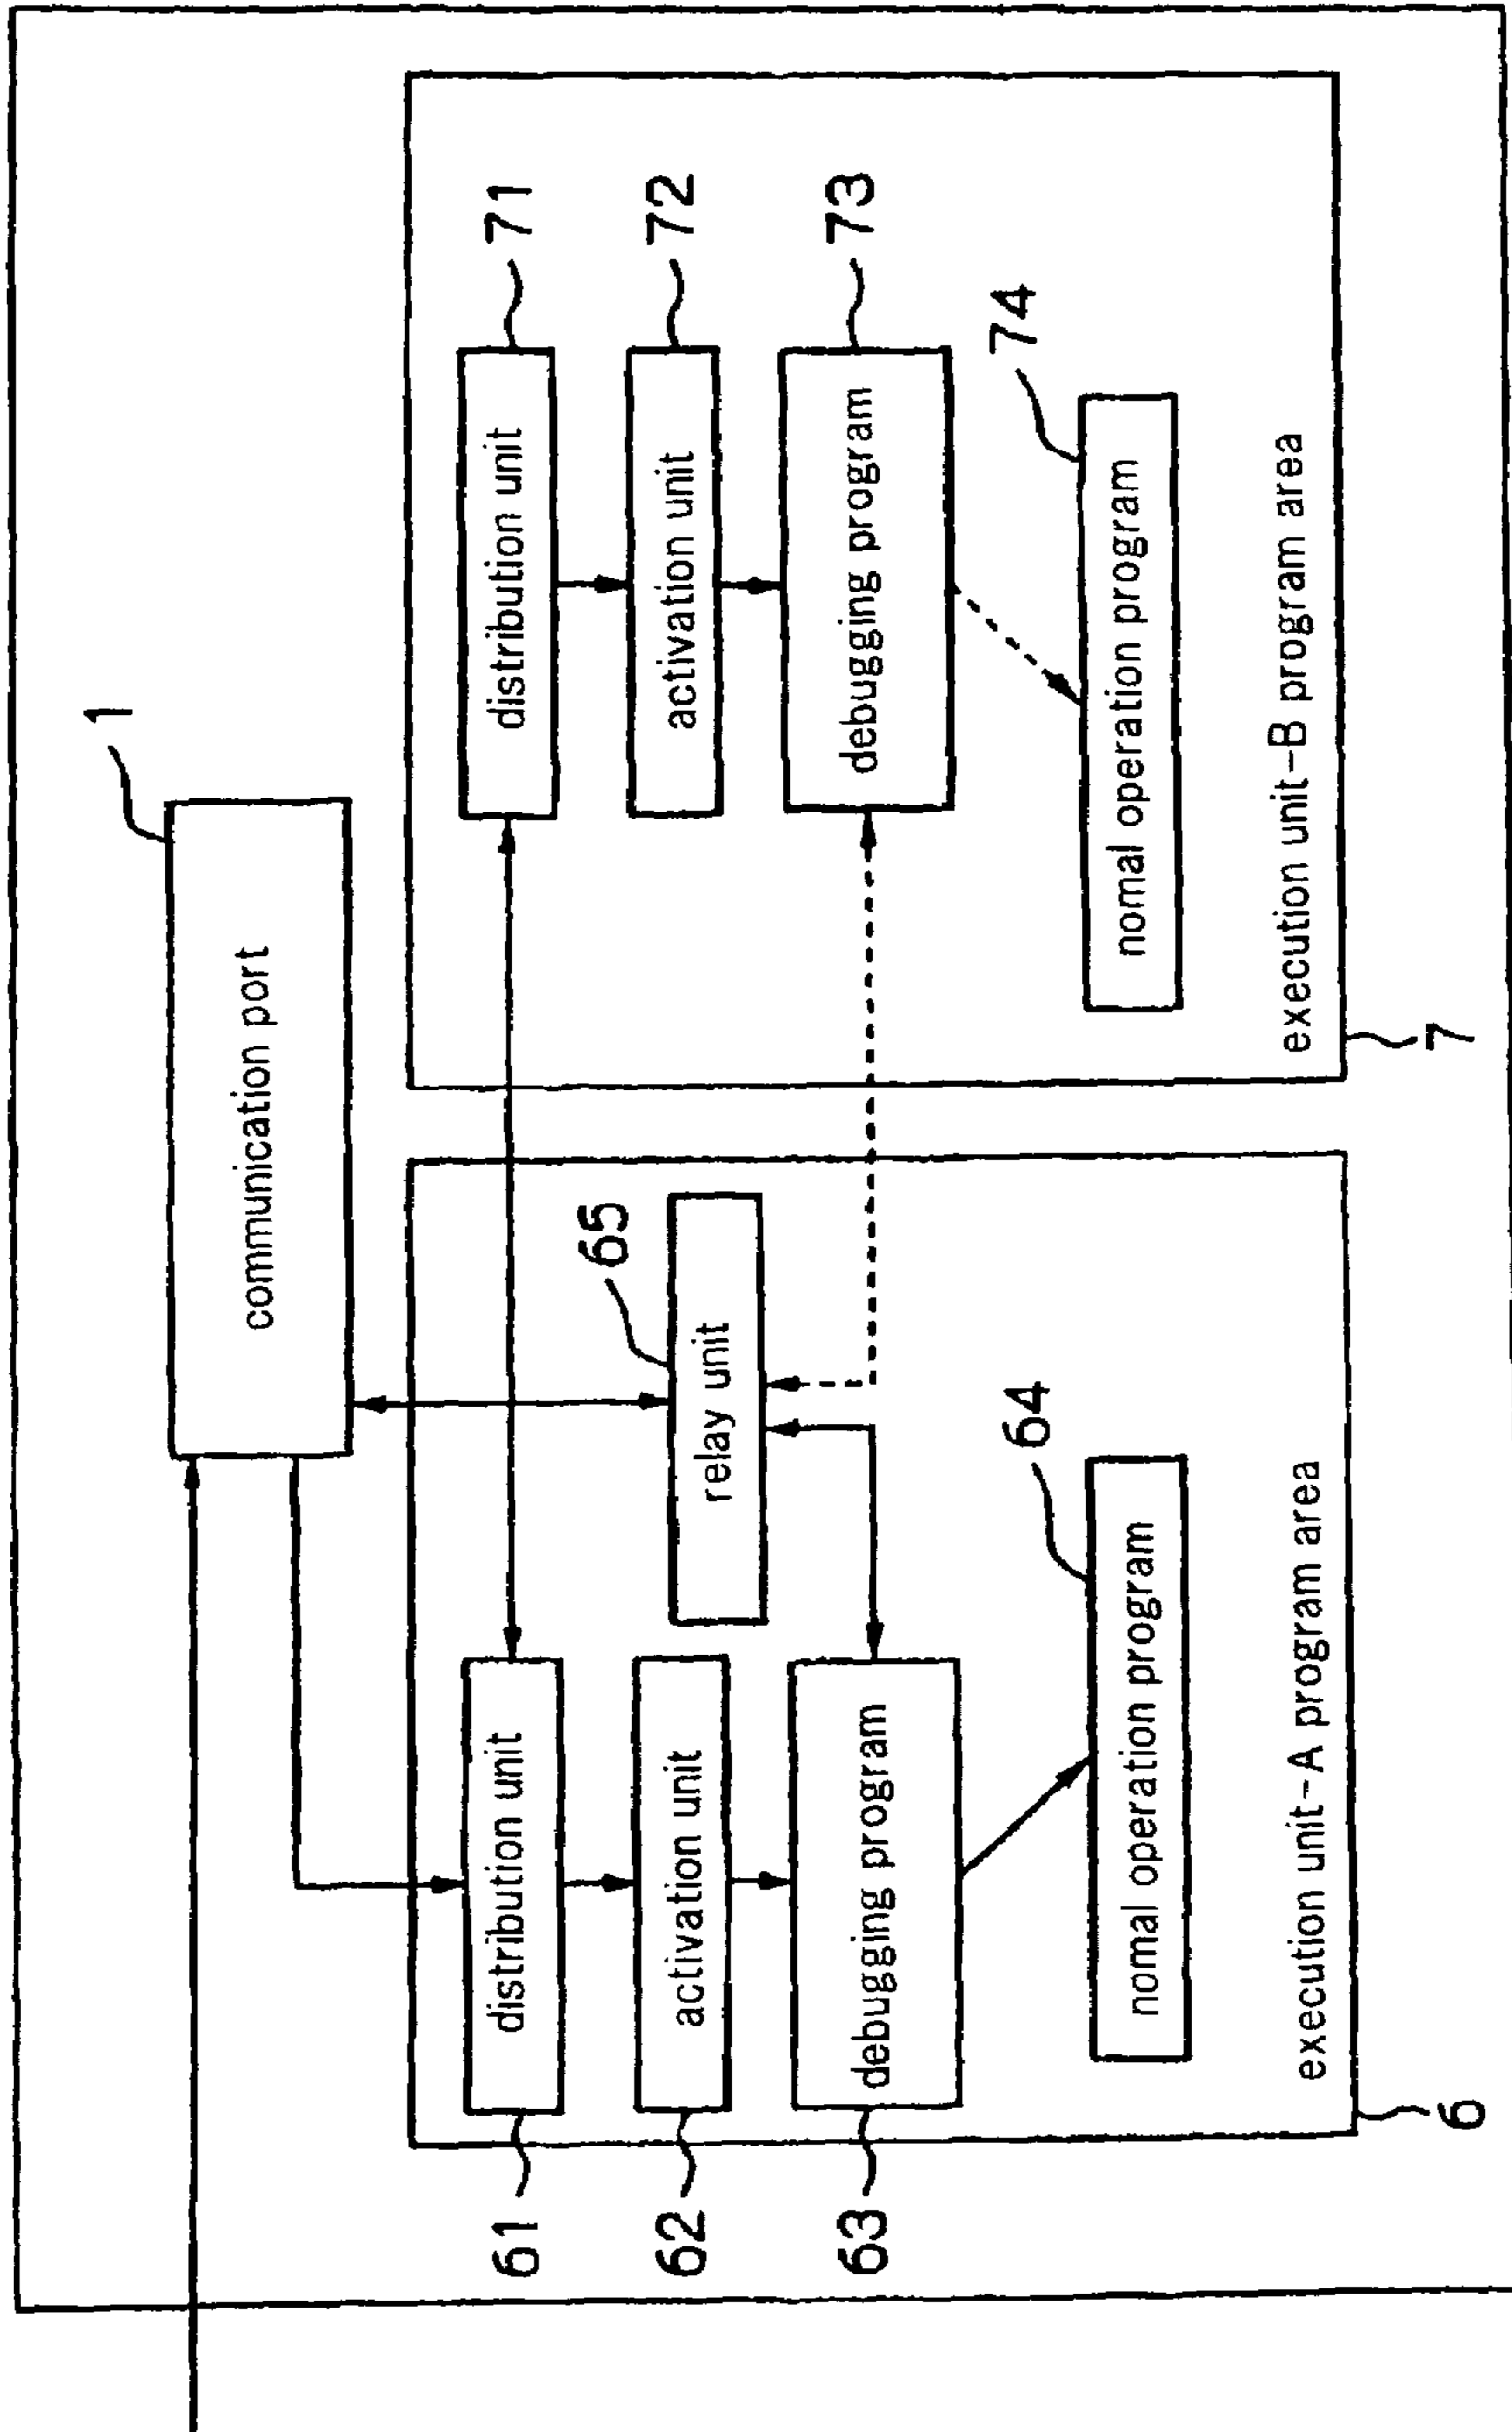 1
communication port
61
distribution unit
62
activation unit
63
debugging program
65
relay unit
64
nomal operation program
execution unit-A program area
6
71
distribution unit
72
activation unit
73
debugging program
74
nomal operation program
execution unit-B program area
7